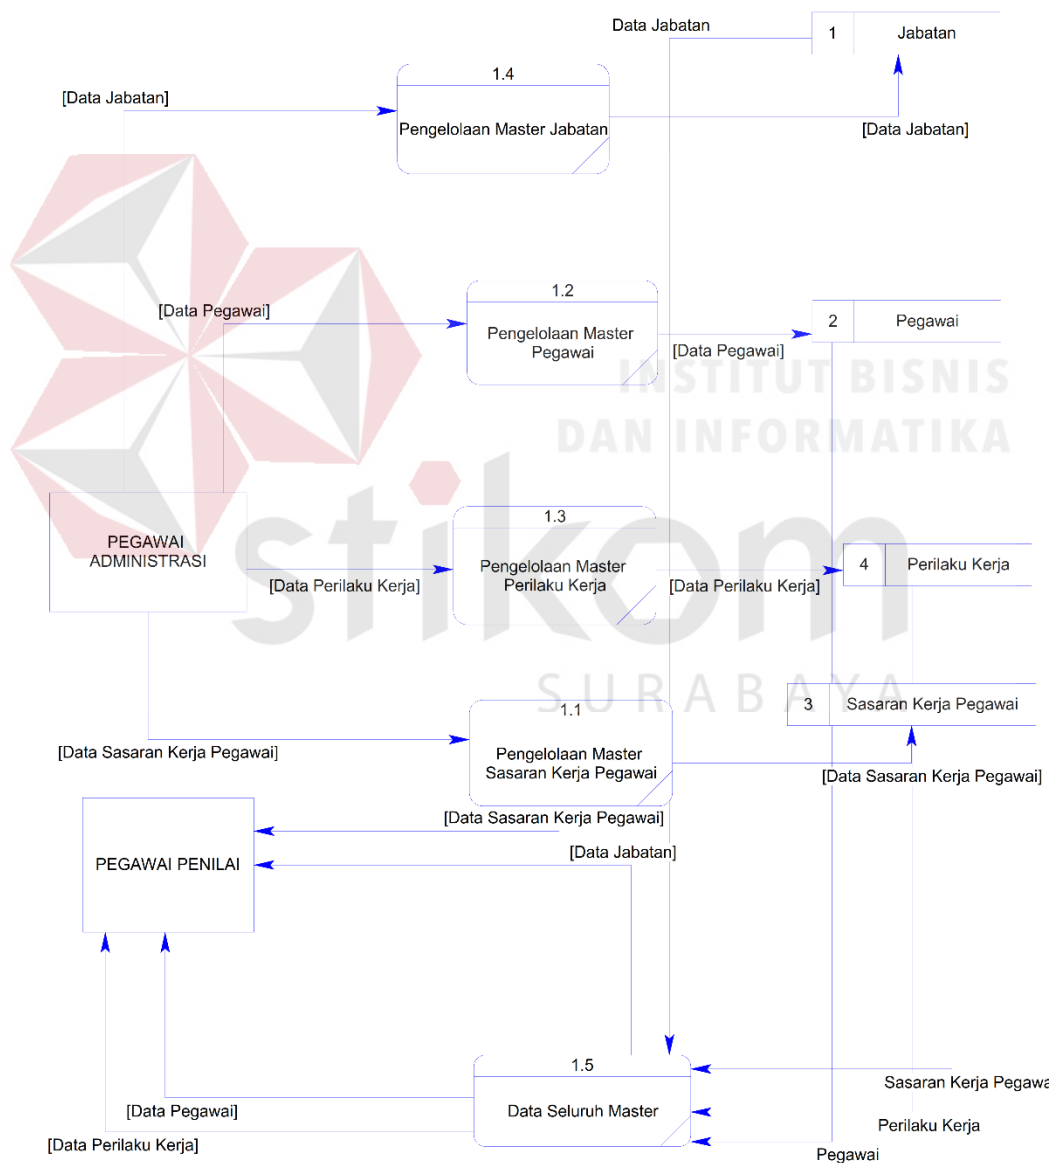 Data Jabatan
1
Jabatan
1.4
[Data Jabatan]
Pengelolaan Master Jabatan
[Data Jabatan]
1.2
[Data Pegawai]
Pengelolaan Master
Pegawai
[Data Pegawai]
2
Pegawai
INSTITUT BISNIS
DAN INFORMATIKA
stikom
SURABAYA
PEGAWAI
ADMINISTRASI
1.3
[Data Perilaku Kerja]
Pengelolaan Master
Perilaku Kerja
[Data Perilaku Kerja]
4
Perilaku Kerja
1.1
[Data Sasaran Kerja Pegawai]
Pengelolaan Master
Sasaran Kerja Pegawai
3
Sasaran Kerja Pegawai
[Data Sasaran Kerja Pegawai]
[Data Sasaran Kerja Pegawai]
PEGAWAI PENILAI
[Data Jabatan]
1.5
Data Seluruh Master
[Data Pegawai]
[Data Perilaku Kerja]
Sasaran Kerja Pegawa
Perilaku Kerja
Pegawai